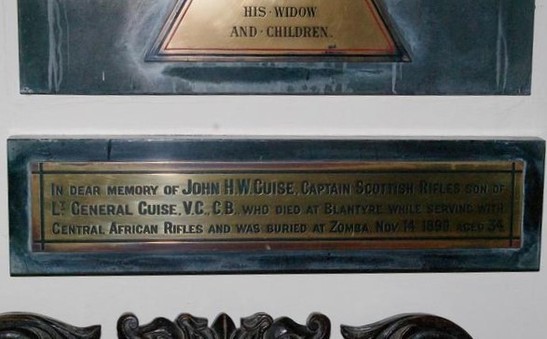 HIS·WIDOW
AND·CHILDREN.
IN DEAR MEMORY OF JOHN H.W. GUISE, CAPTAIN SCOTTISH RIFLES SON OF
LT. GENERAL GUISE, V.C., C.B. WHO DIED AT BLANTYRE WHILE SERVING WITH
CENTRAL AFRICAN RIFLES AND WAS BURIED AT ZOMBA NOV 14 1899 AGED 34